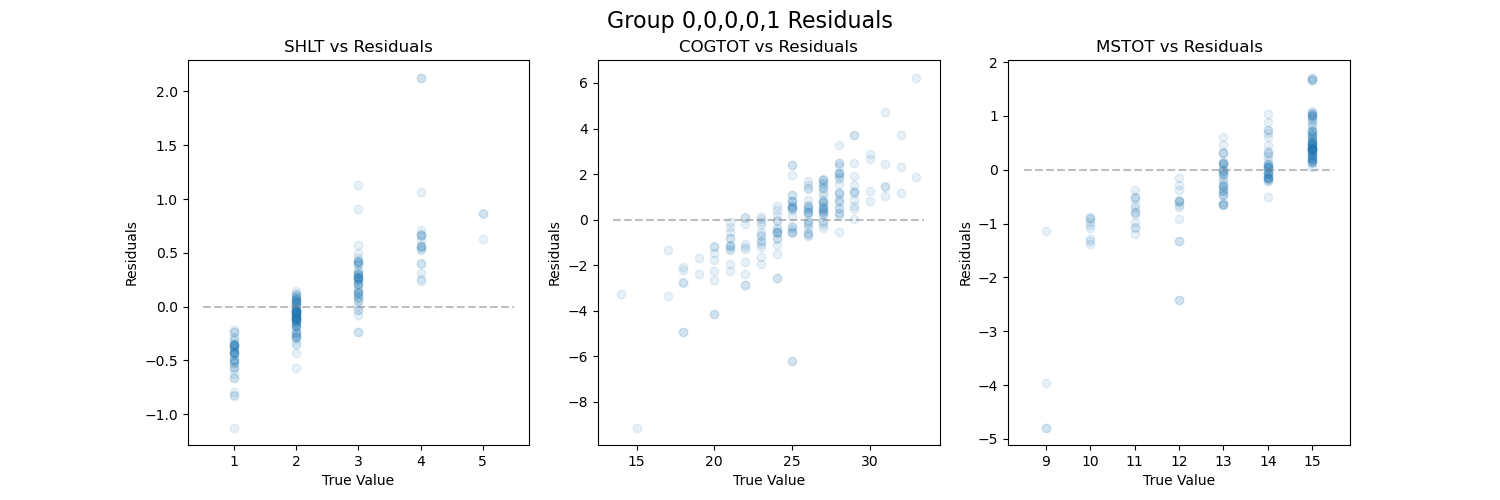 Group 0,0,0,0,1 Residuals
SHLT vs Residuals
COGTOT vs Residuals
MSTOT vs Residuals
Residuals
2.0
1.5
1.0
0.5
0.0
−0.5
−1.0
1 2 3 4 5
True Value
Residuals
6
4
2
0
−2
−4
−6
−8
15 20 25 30
True Value
Residuals
2
1
0
−1
−2
−3
−4
−5
9 10 11 12 13 14 15
True Value